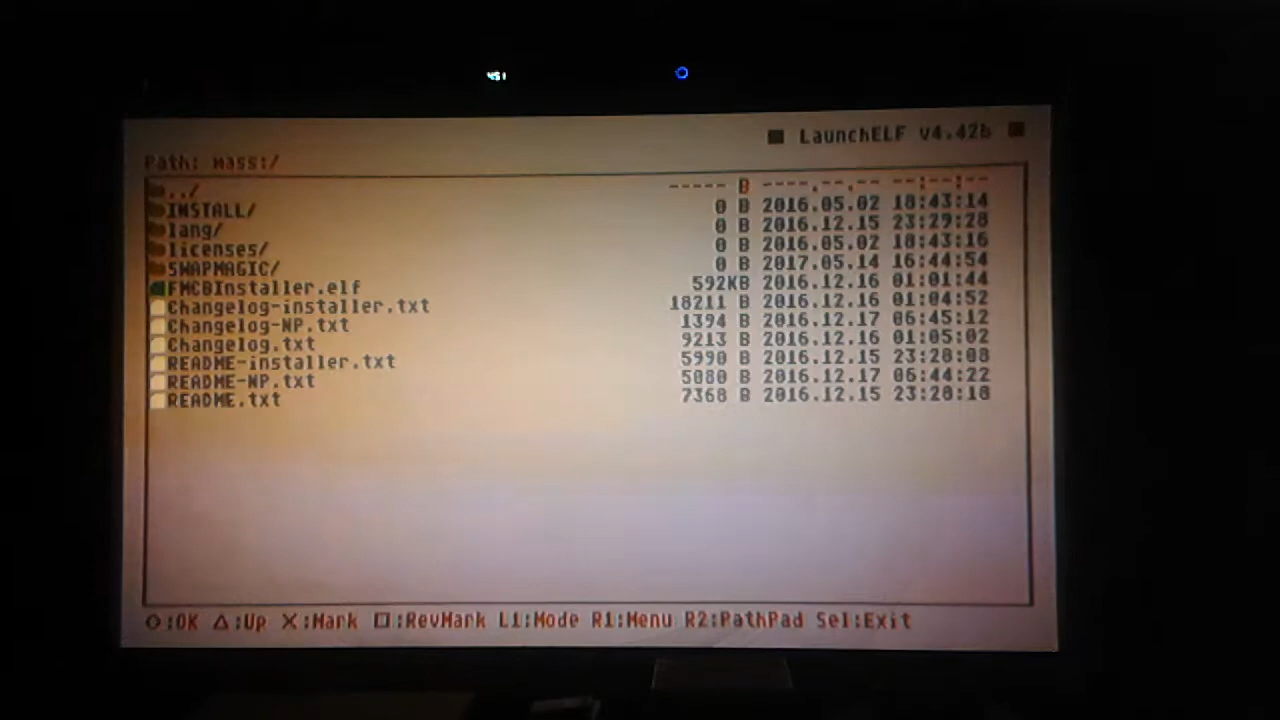 LaunchELF v4.42b
Path: mass:/
../ ----- B ----.--.-- --:--:--
INSTALL/ 0 B 2016.05.02 18:43:14
lang/ 0 B 2016.12.15 23:29:28
licenses/ 0 B 2016.05.02 18:43:16
SWAPMAGIC/ 0 B 2017.05.14 16:44:54
FMCBInstaller.elf 592KB 2016.12.16 01:01:44
Changelog-installer.txt 18211 B 2016.12.16 01:04:52
Changelog-NP.txt 1394 B 2016.12.17 06:45:12
Changelog.txt 9213 B 2016.12.16 01:05:02
README-installer.txt 5990 B 2016.12.15 23:28:08
README-NP.txt 5080 B 2016.12.17 06:44:22
README.txt 7368 B 2016.12.15 23:28:18
○:OK △:Up ✕:Mark □:RevMark L1:Mode R1:Menu R2:PathPad Sel:Exit